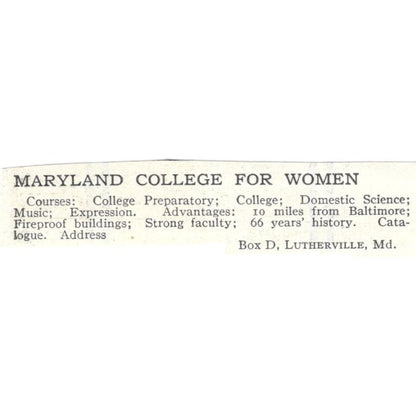 MARYLAND COLLEGE FOR WOMEN
Courses: College Preparatory; College; Domestic Science;
Music; Expression. Advantages: 10 miles from Baltimore;
Fireproof buildings; Strong faculty; 66 years' history. Cata-
logue. Address
Box D, LUTHERVILLE, Md.